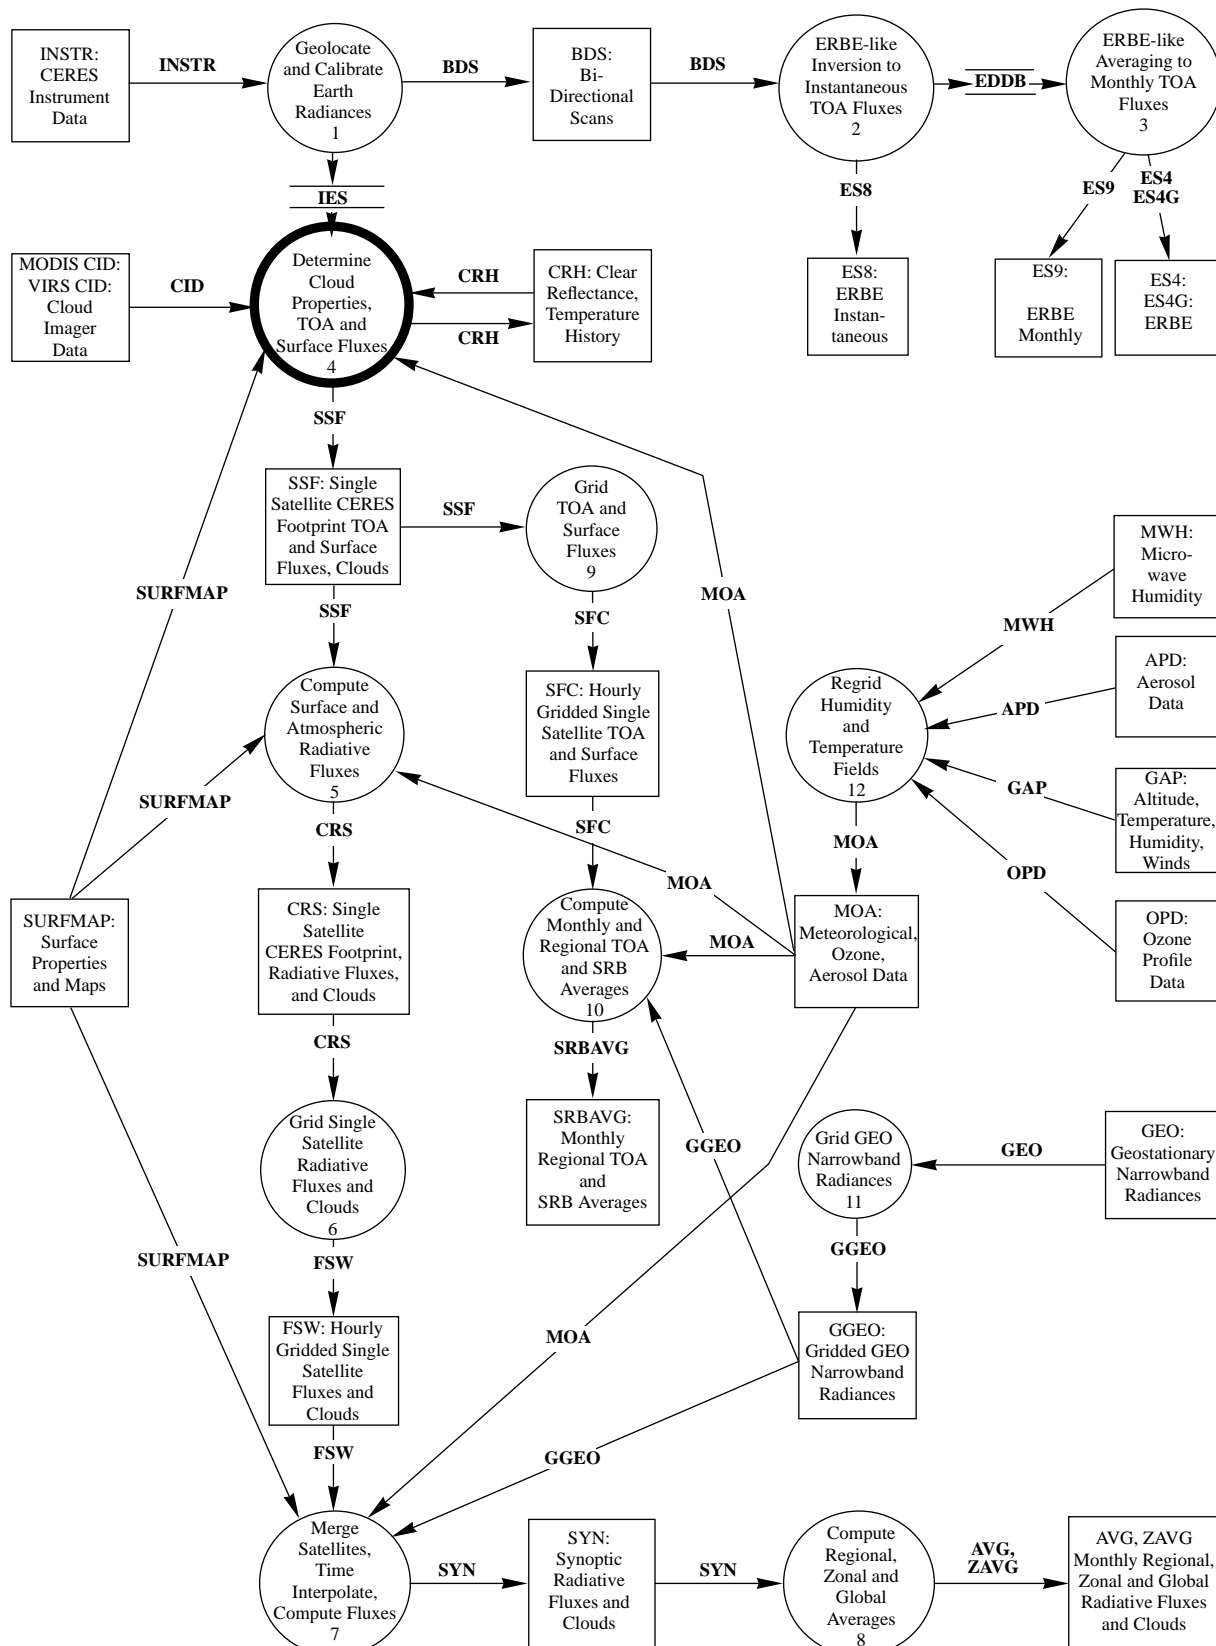 INSTR:
CERES
Instrument
Data
INSTR
Geolocate
and Calibrate
Earth
Radiances
1
BDS
BDS:
Bi-
Directional
Scans
BDS
ERBE-like
Inversion to
Instantaneous
TOA Fluxes
2
EDDB
ERBE-like
Averaging to
Monthly TOA
Fluxes
3
IES
ES8
ES9
ES4
ES4G
MODIS CID:
VIRS CID:
Cloud
Imager
Data
CID
Determine
Cloud
Properties,
TOA and
Surface Fluxes
4
CRH
CRH
CRH: Clear
Reflectance,
Temperature
History
ES8:
ERBE
Instan-
taneous
ES9:
ERBE
Monthly
ES4:
ES4G:
ERBE
SSF
SSF: Single
Satellite CERES
Footprint TOA
and Surface
Fluxes, Clouds
SSF
Grid
TOA and
Surface
Fluxes
9
MWH:
Micro-
wave
Humidity
SURFMAP
MOA
SSF
SFC
MWH
Compute
Surface and
Atmospheric
Radiative
Fluxes
5
SFC: Hourly
Gridded Single
Satellite TOA
and Surface
Fluxes
Regrid
Humidity
and
Temperature
Fields
12
APD
APD:
Aerosol
Data
SURFMAP
GAP
GAP:
Altitude,
Temperature,
Humidity,
Winds
CRS
SFC
MOA
MOA
OPD
SURFMAP:
Surface
Properties
and Maps
CRS: Single
Satellite
CERES Footprint,
Radiative Fluxes,
and Clouds
Compute
Monthly and
Regional TOA
and SRB
Averages
10
MOA
MOA:
Meteorological,
Ozone,
Aerosol Data
OPD:
Ozone
Profile
Data
CRS
SRBAVG
Grid Single
Satellite
Radiative
Fluxes and
Clouds
6
SRBAVG:
Monthly
Regional TOA
and
SRB Averages
GGEO
Grid GEO
Narrowband
Radiances
11
GEO
GEO:
Geostationary
Narrowband
Radiances
SURFMAP
FSW
GGEO
FSW: Hourly
Gridded Single
Satellite
Fluxes and
Clouds
MOA
GGEO:
Gridded GEO
Narrowband
Radiances
FSW
GGEO
Merge
Satellites,
Time
Interpolate,
Compute Fluxes
7
SYN
SYN:
Synoptic
Radiative
Fluxes and
Clouds
SYN
Compute
Regional,
Zonal and
Global
Averages
8
AVG,
ZAVG
AVG, ZAVG
Monthly Regional,
Zonal and Global
Radiative Fluxes
and Clouds